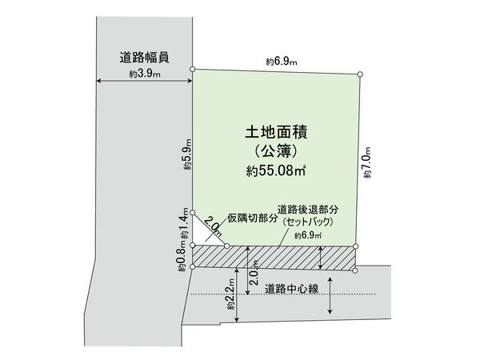 道路幅員
約3.9m
約6.9m
土地面積
(公簿)
約55.08㎡
約5.9m
約7.0m
約1.4m
2.0m
仮隅切部分
道路後退部分
(セットバック)
約6.9㎡
約0.8m
2.0m
約2.2m
道路中心線